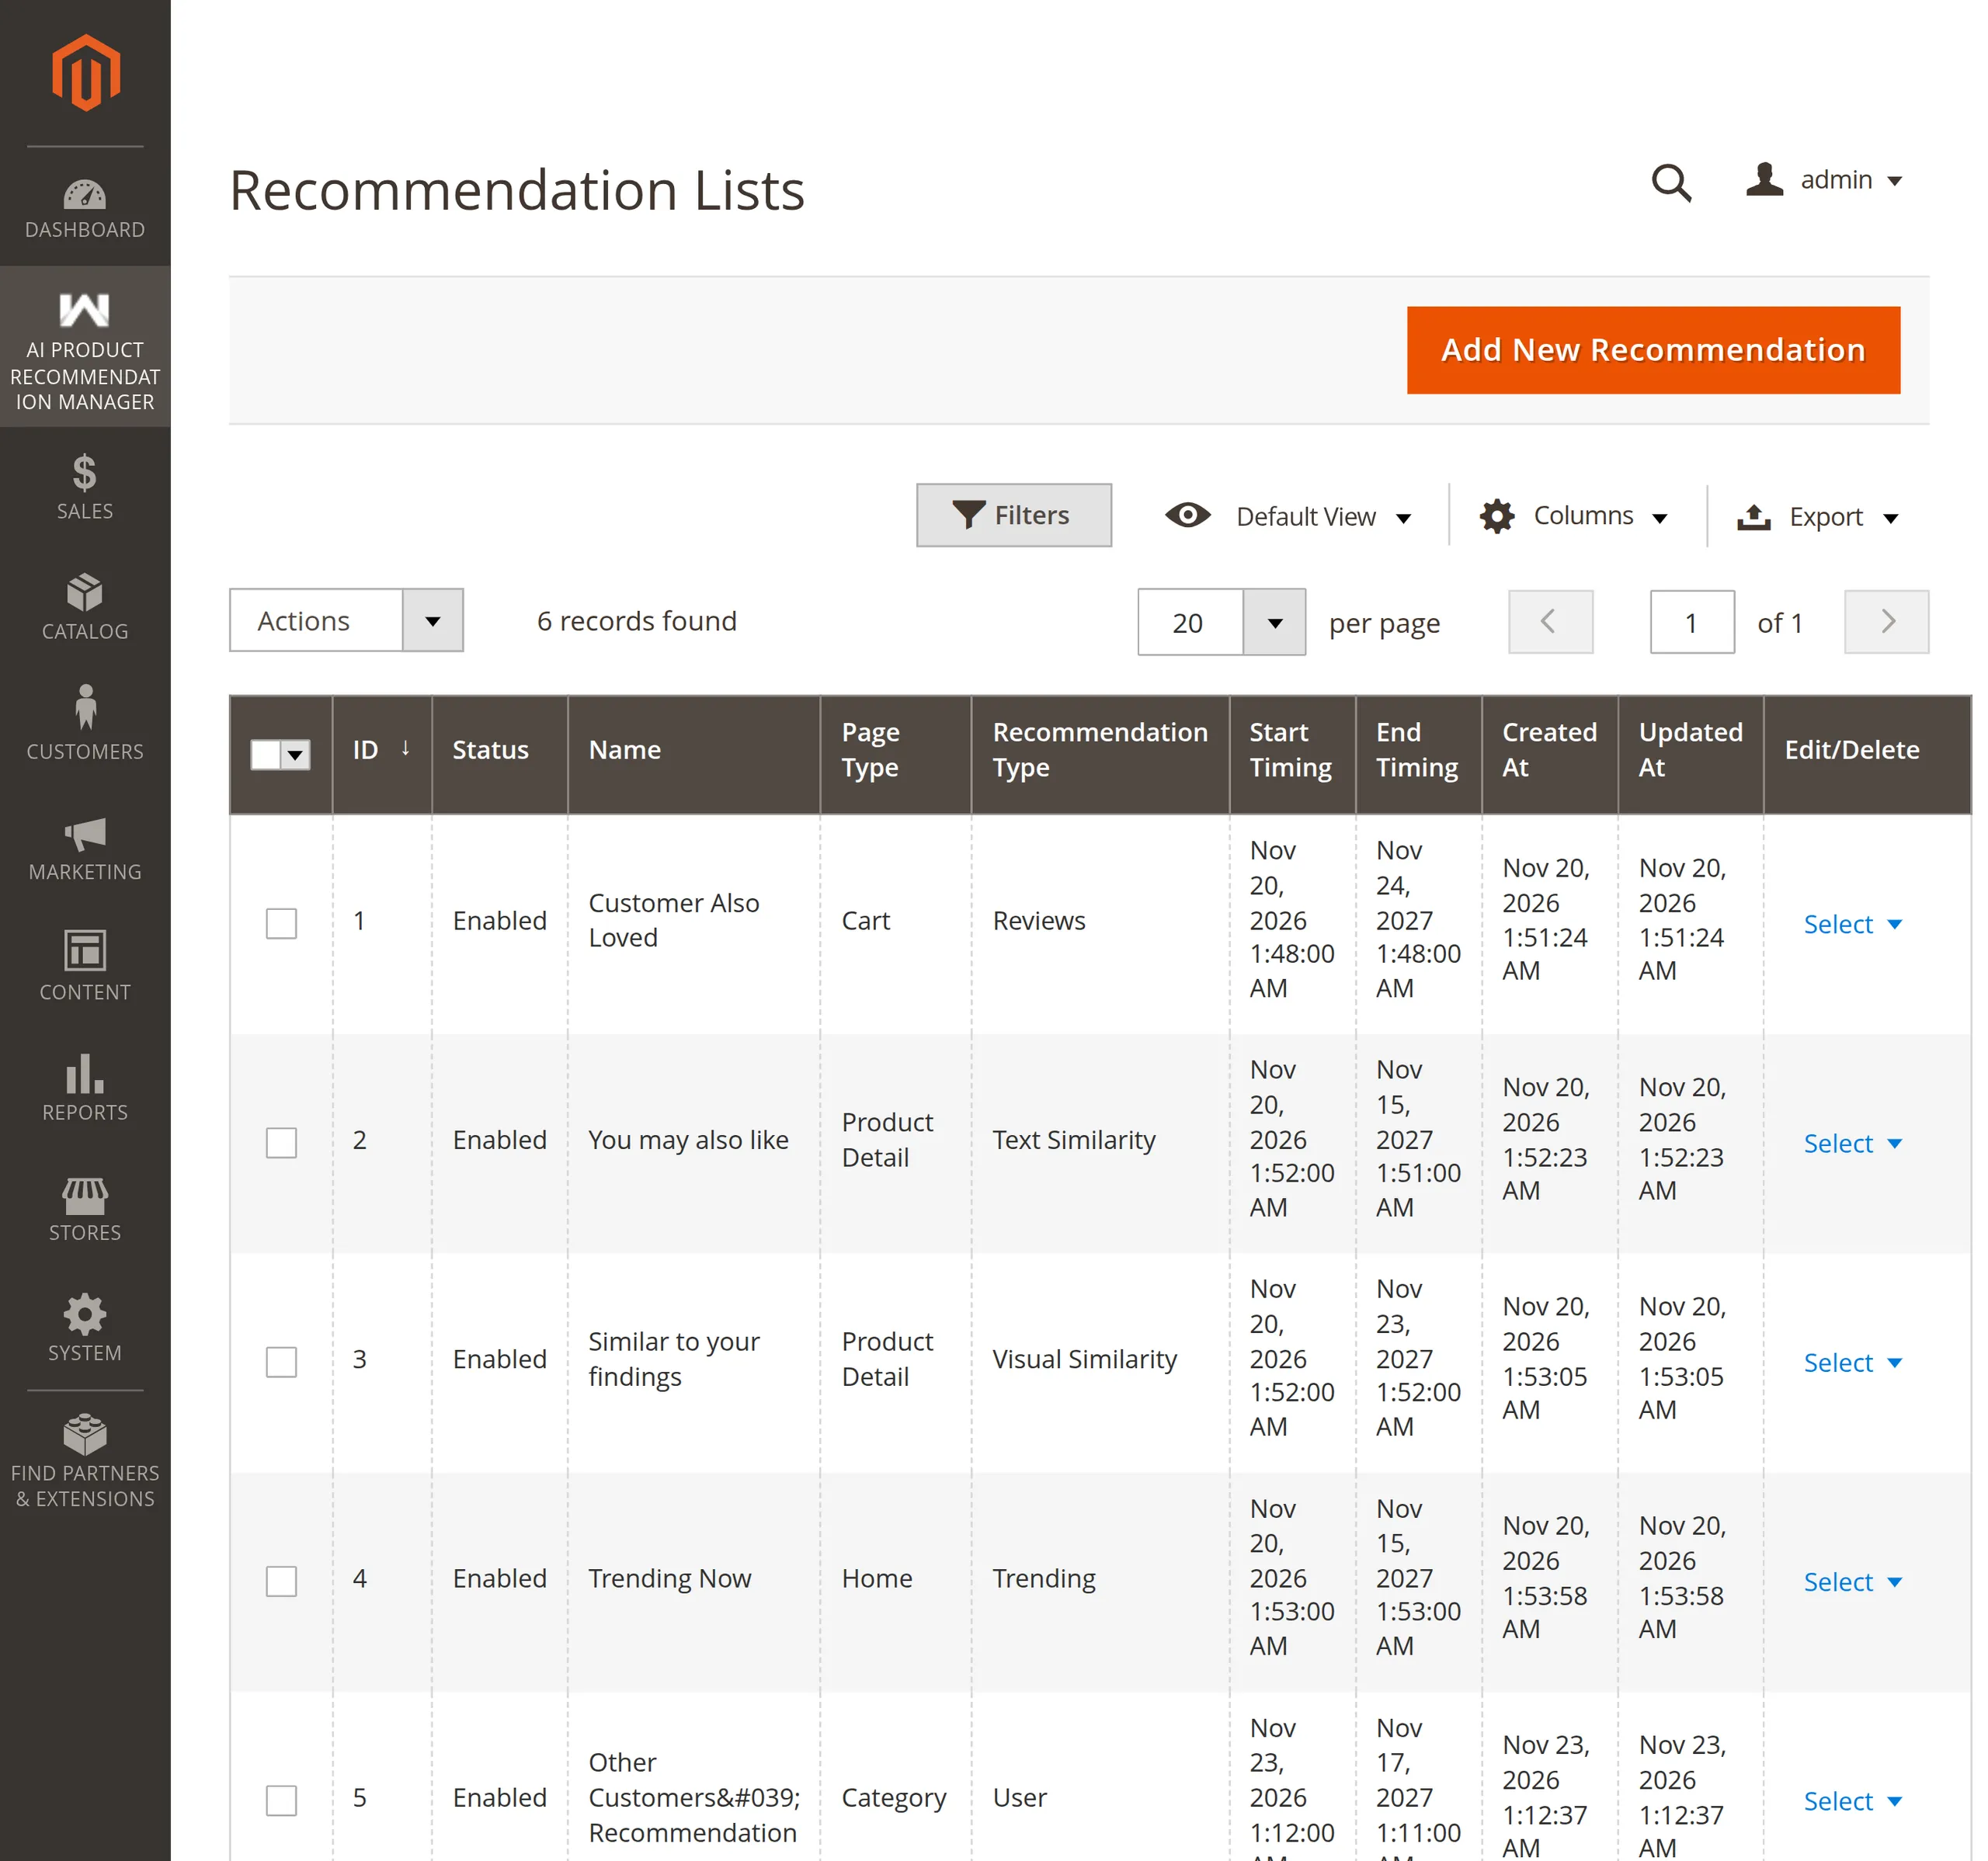 Recommendation Lists
admin
DASHBOARD
AI PRODUCT
RECOMMENDAT
ION MANAGER
SALES
CATALOG
CUSTOMERS
MARKETING
CONTENT
REPORTS
STORES
SYSTEM
FIND PARTNERS
& EXTENSIONS
Add New Recommendation
Filters
Default View
Columns
Export
Actions
6 records found
20
per page
1
of 1
ID ↓
Status
Name
Page
Type
Recommendation
Type
Start
Timing
End
Timing
Created
At
Updated
At
Edit/Delete
1
Enabled
Customer Also
Loved
Cart
Reviews
Nov
20,
2026
1:48:00
AM
Nov
24,
2027
1:48:00
AM
Nov 20,
2026
1:51:24
AM
Nov 20,
2026
1:51:24
AM
Select
2
Enabled
You may also like
Product
Detail
Text Similarity
Nov
20,
2026
1:52:00
AM
Nov
15,
2027
1:51:00
AM
Nov 20,
2026
1:52:23
AM
Nov 20,
2026
1:52:23
AM
Select
3
Enabled
Similar to your
findings
Product
Detail
Visual Similarity
Nov
20,
2026
1:52:00
AM
Nov
23,
2027
1:52:00
AM
Nov 20,
2026
1:53:05
AM
Nov 20,
2026
1:53:05
AM
Select
4
Enabled
Trending Now
Home
Trending
Nov
20,
2026
1:53:00
AM
Nov
15,
2027
1:53:00
AM
Nov 20,
2026
1:53:58
AM
Nov 20,
2026
1:53:58
AM
Select
5
Enabled
Other
Customers&#039;
Recommendation
Category
User
Nov
23,
2026
1:12:00
Nov
17,
2027
1:11:00
Nov 23,
2026
1:12:37
AM
Nov 23,
2026
1:12:37
AM
Select